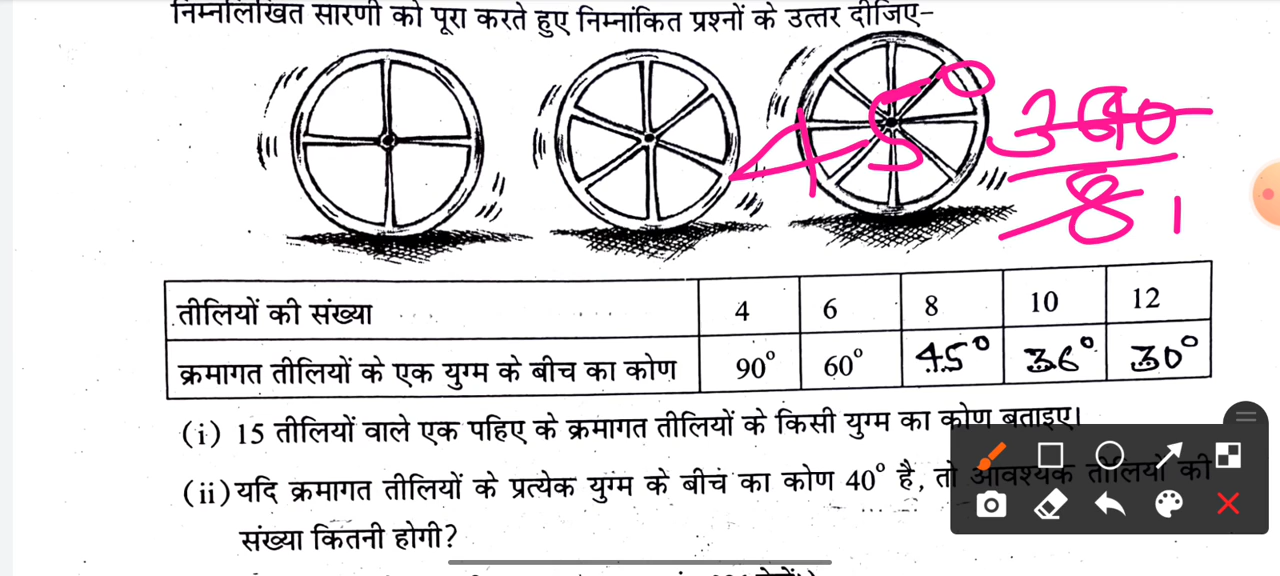 निम्नलिखित सारणी को पूरा करते हुए निम्नांकित प्रश्नों के उत्तर दीजिए–
45°
360
8
तीलियों की संख्या 4 6 8 10 12
क्रमागत तीलियों के एक युग्म के बीच का कोण 90° 60° 45° 36° 30°
(i) 15 तीलियों वाले एक पहिए के क्रमागत तीलियों के किसी युग्म का कोण बताइए।
(ii) यदि क्रमागत तीलियों के प्रत्येक युग्म के बीच का कोण 40° है, तो आवश्यक तीलियों की
संख्या कितनी होगी?